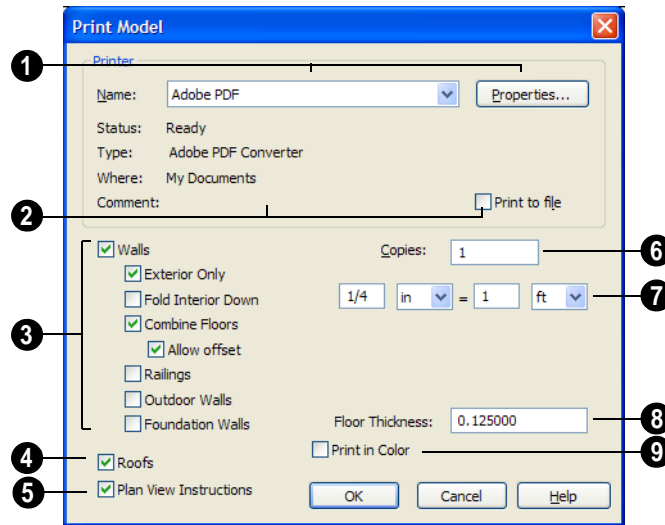 Print Model
Printer
1
Name: Adobe PDF Properties...
Status: Ready
Type: Adobe PDF Converter
Where: My Documents
2
Comment: Print to file
Walls Copies: 1 6
Exterior Only
Fold Interior Down 1/4 in = 1 ft 7
3
Combine Floors
Allow offset
Railings
Outdoor Walls
Foundation Walls Floor Thickness: 0.125000 8
Print in Color 9
4 Roofs
5 Plan View Instructions OK Cancel Help